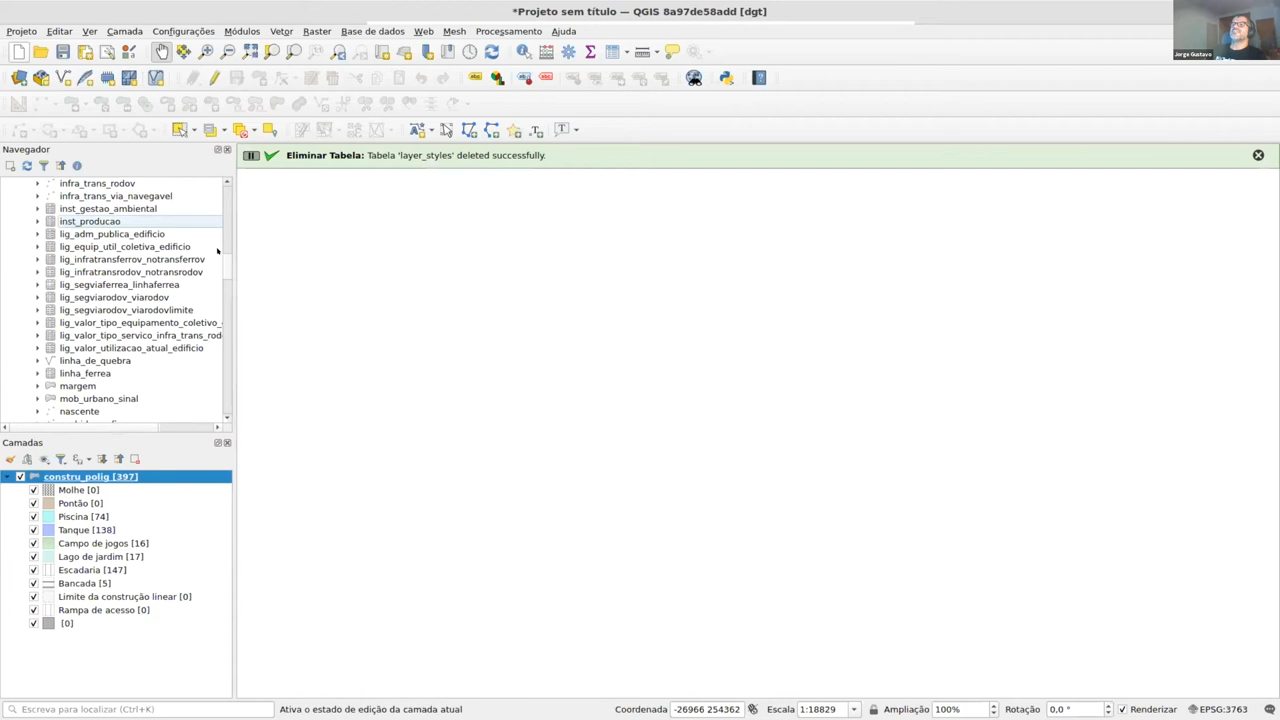 *Projeto sem título — QGIS 8a97de58add [dgt]
Projeto Editar Ver Camada Configurações Módulos Vetor Raster Base de dados Web Mesh Processamento Ajuda
Jorge Gustavo
Navegador
Eliminar Tabela: Tabela 'layer_styles' deleted successfully.
infra_trans_rodov
infra_trans_via_navegavel
inst_gestao_ambiental
inst_producao
lig_adm_publica_edificio
lig_equip_util_coletiva_edificio
lig_infratransferrov_notransferrov
lig_infratransrodov_notransrodov
lig_segviaferrea_linhaferrea
lig_segviarodov_viarodov
lig_segviarodov_viarodovlimite
lig_valor_tipo_equipamento_coletivo_
lig_valor_tipo_servico_infra_trans_rod
lig_valor_utilizacao_atual_edificio
linha_de_quebra
linha_ferrea
margem
mob_urbano_sinal
nascente
Camadas
constru_polig [397]
Molhe [0]
Pontão [0]
Piscina [74]
Tanque [138]
Campo de jogos [16]
Lago de jardim [17]
Escadaria [147]
Bancada [5]
Limite da construção linear [0]
Rampa de acesso [0]
[0]
Escreva para localizar (Ctrl+K) Ativa o estado de edição da camada atual Coordenada -26966 254362 Escala 1:18829 Ampliação 100% Rotação 0,0 ° Renderizar EPSG:3763